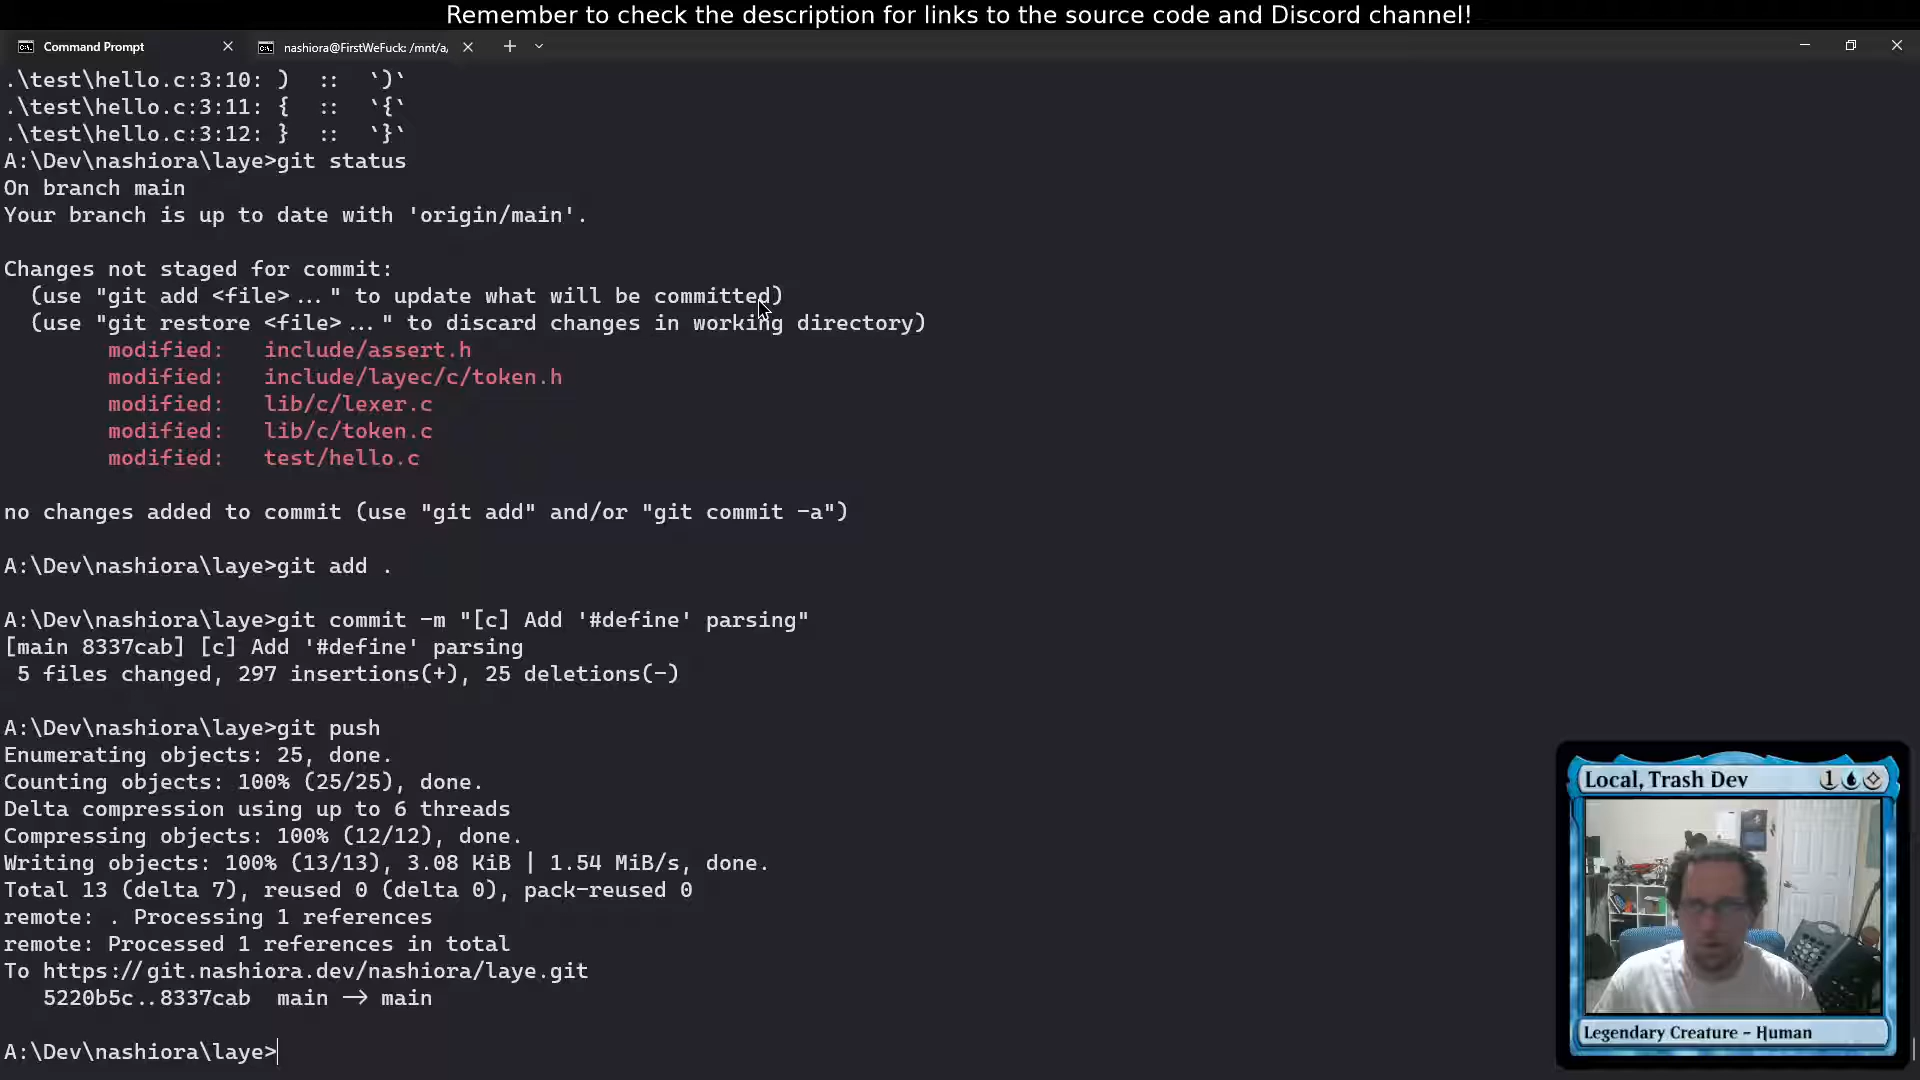 Remember to check the description for links to the source code and Discord channel!
Command Prompt
nashiora@FirstWeFuck: /mnt/a,
.\test\hello.c:3:10: )  ::  `)`
.\test\hello.c:3:11: {  ::  `{`
.\test\hello.c:3:12: }  ::  `}`
A:\Dev\nashiora\laye>git status
On branch main
Your branch is up to date with 'origin/main'.
Changes not staged for commit:
(use "git add <file>..." to update what will be committed)
(use "git restore <file>..." to discard changes in working directory)
modified:   include/assert.h
modified:   include/layec/c/token.h
modified:   lib/c/lexer.c
modified:   lib/c/token.c
modified:   test/hello.c
no changes added to commit (use "git add" and/or "git commit -a")
A:\Dev\nashiora\laye>git add .
A:\Dev\nashiora\laye>git commit -m "[c] Add '#define' parsing"
[main 8337cab] [c] Add '#define' parsing
5 files changed, 297 insertions(+), 25 deletions(-)
A:\Dev\nashiora\laye>git push
Enumerating objects: 25, done.
Counting objects: 100% (25/25), done.
Delta compression using up to 6 threads
Compressing objects: 100% (12/12), done.
Writing objects: 100% (13/13), 3.08 KiB | 1.54 MiB/s, done.
Total 13 (delta 7), reused 0 (delta 0), pack-reused 0
remote: . Processing 1 references
remote: Processed 1 references in total
To https://git.nashiora.dev/nashiora/laye.git
5220b5c..8337cab  main -> main
A:\Dev\nashiora\laye>
Local, Trash Dev 1
Legendary Creature - Human